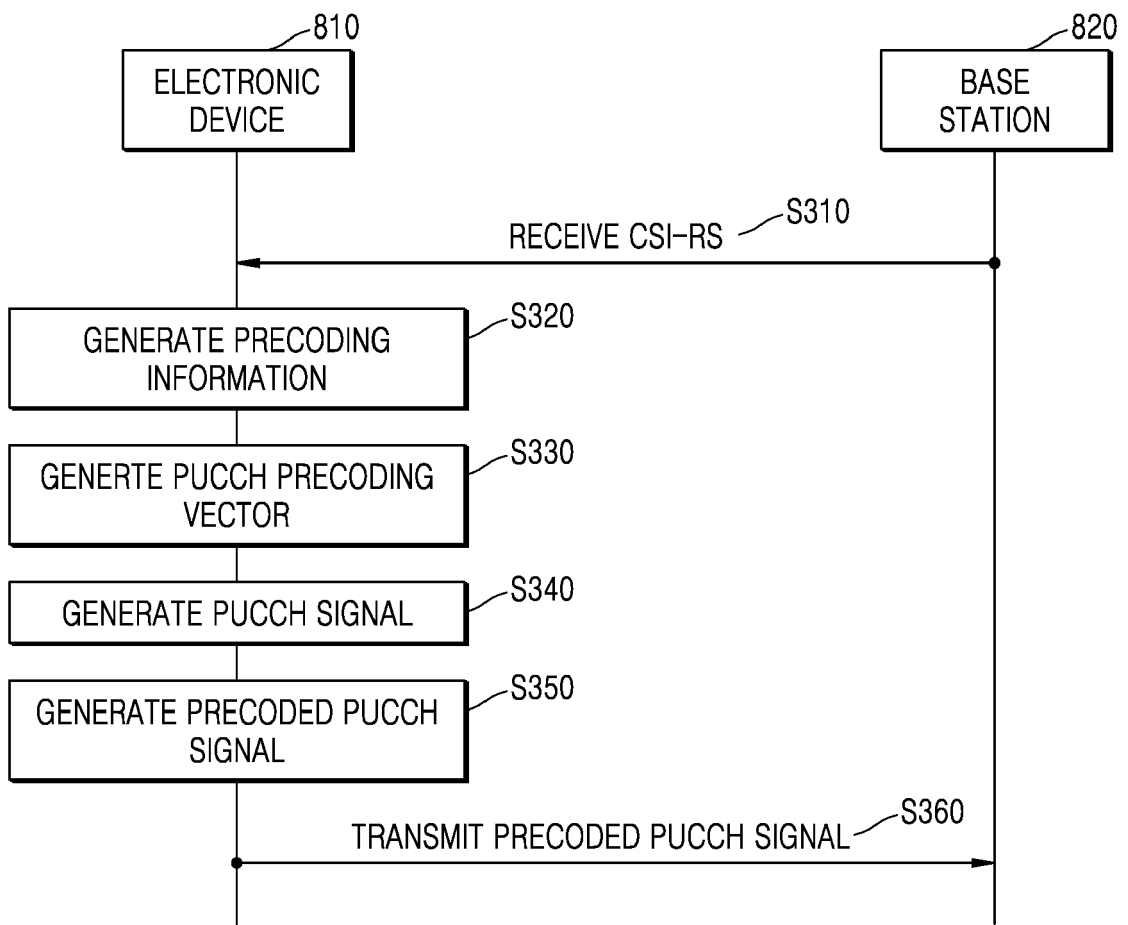 810
820
ELECTRONIC
DEVICE
BASE
STATION
S310
RECEIVE CSI-RS
S320
GENERATE PRECODING
INFORMATION
S330
GENERTE PUCCH PRECODING
VECTOR
S340
GENERATE PUCCH SIGNAL
S350
GENERATE PRECODED PUCCH
SIGNAL
S360
TRANSMIT PRECODED PUCCH SIGNAL